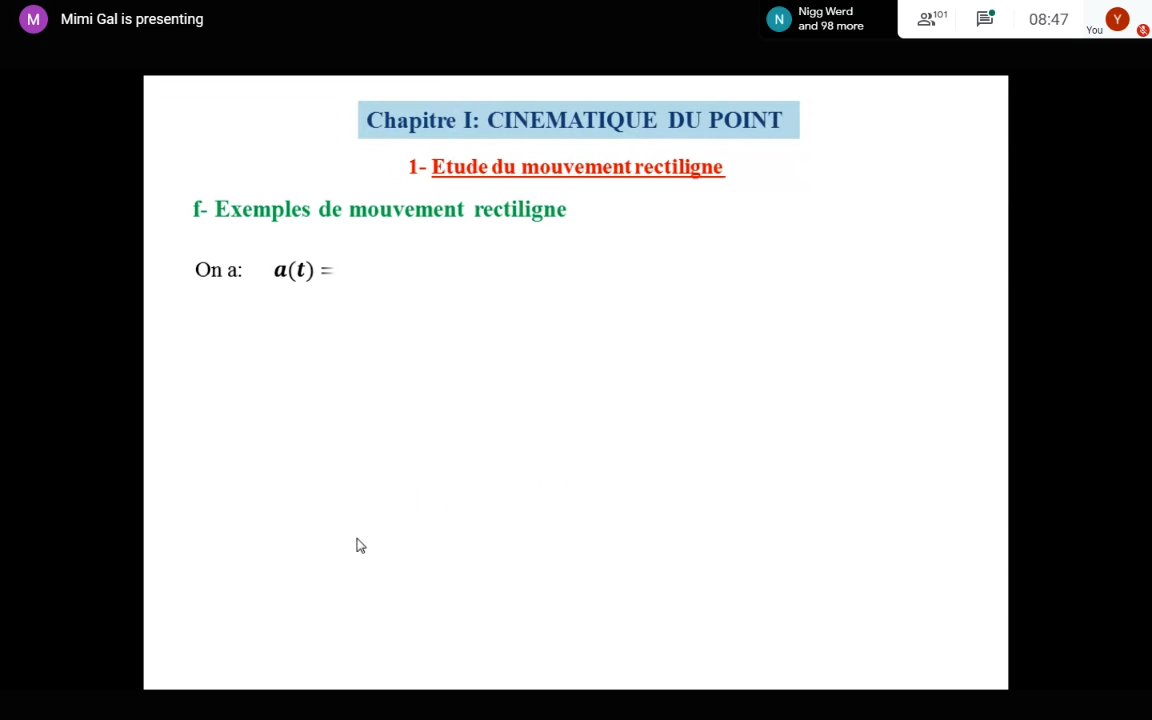 M Mimi Gal is presenting
N Nigg Werd
and 98 more
101
08:47
You Y
Chapitre I: CINEMATIQUE DU POINT
1- Etude du mouvement rectiligne
f- Exemples de mouvement rectiligne
On a: a(t) =